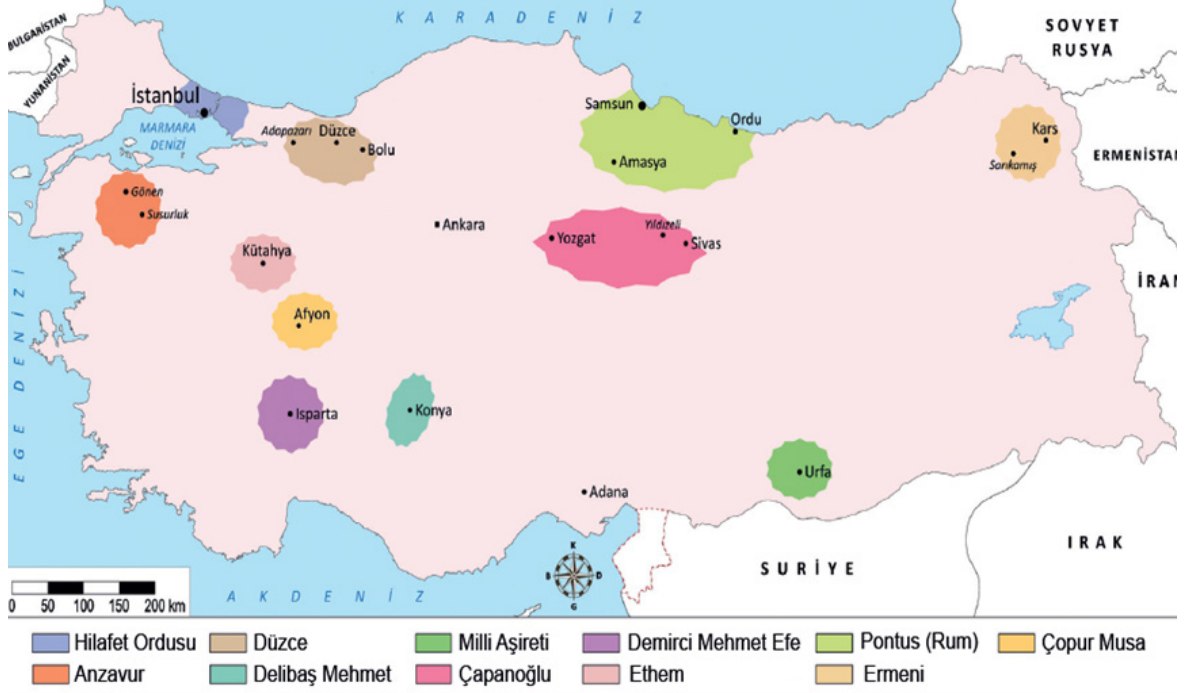 KARADENİZ
BULGARİSTAN
YUNANİSTAN
SOVYET
RUSYA
İstanbul
MARMARA
DENİZİ
Adapazarı
Düzce
Bolu
Samsun
Ordu
Amasya
Kars
Sarıkamış
ERMENİSTAN
Gönen
Susurluk
Ankara
Yozgat
Yıldızeli
Sivas
Kütahya
İRAN
Afyon
EGE DENİZİ
Isparta
Konya
Urfa
Adana
K
B D
G
SURİYE
IRAK
AKDENİZ
0 50 100 150 200 km
Hilafet Ordusu Düzce Milli Aşireti Demirci Mehmet Efe Pontus (Rum) Çopur Musa
Anzavur Delibaş Mehmet Çapanoğlu Ethem Ermeni